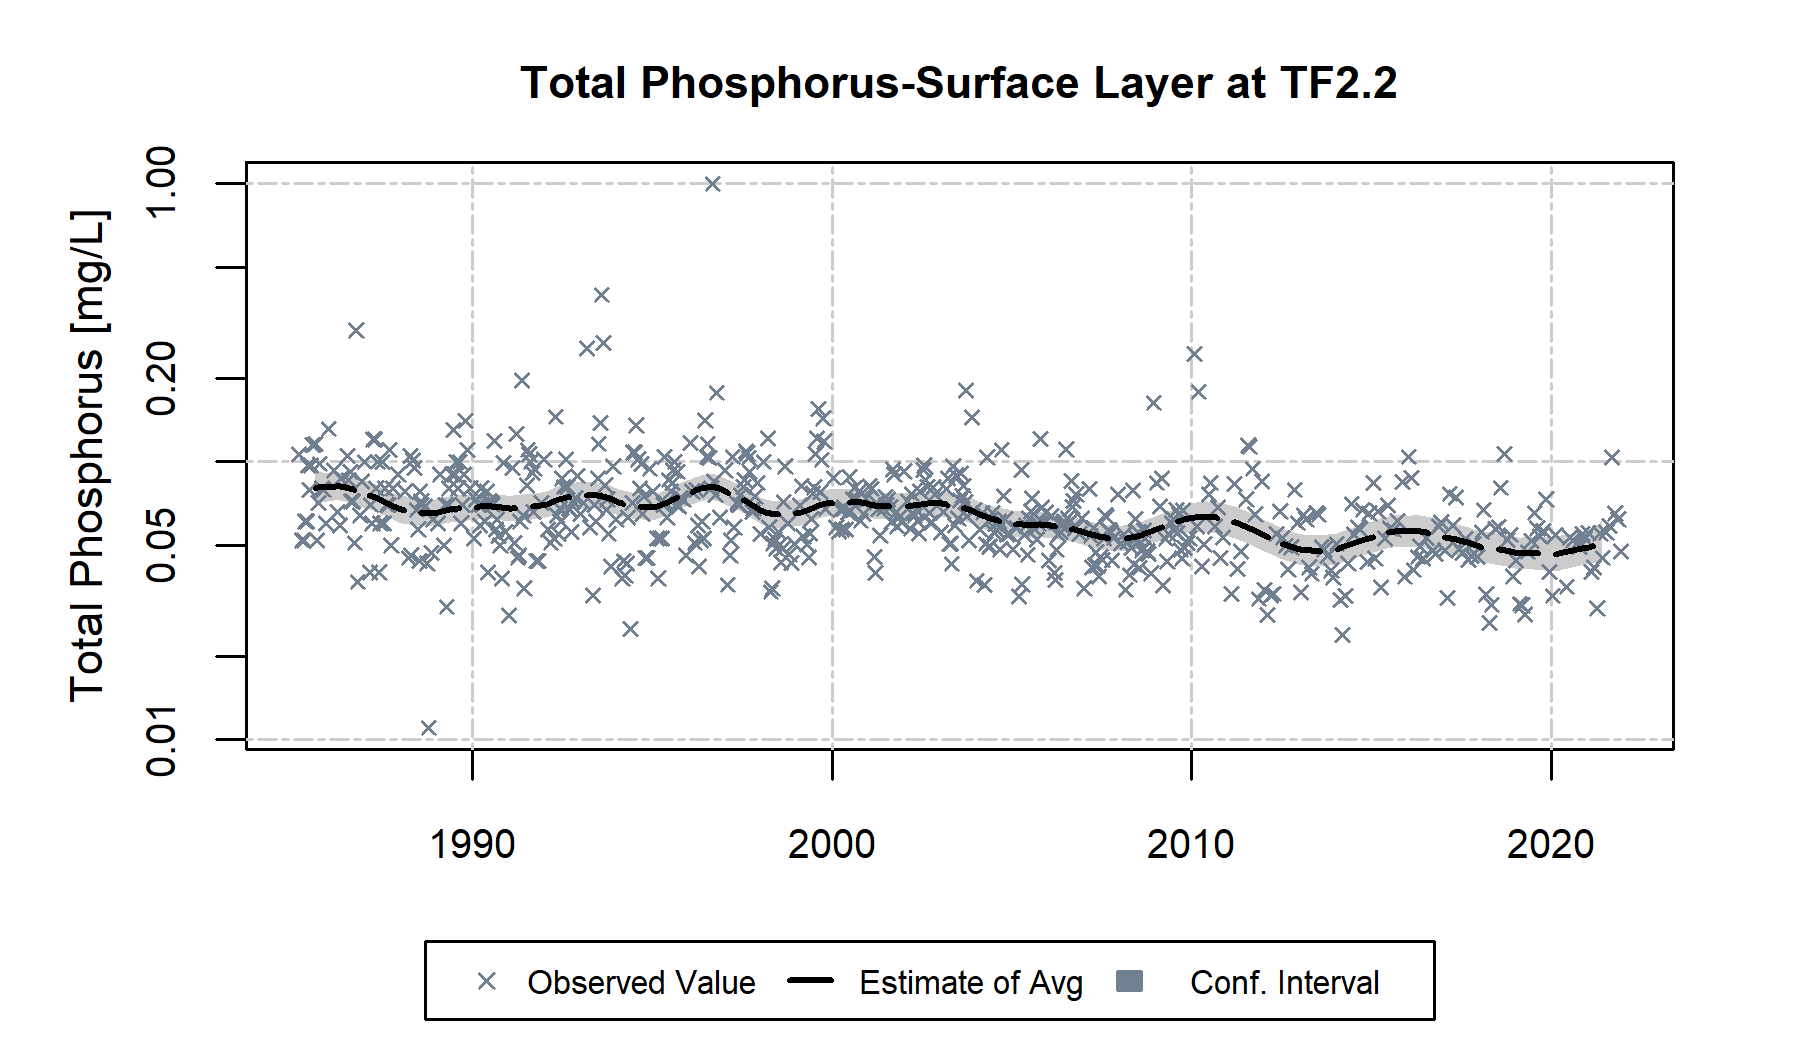 Total Phosphorus-Surface Layer at TF2.2
Total Phosphorus [mg/L]
1.00
0.20
0.05
0.01
1990 2000 2010 2020
Observed Value Estimate of Avg Conf. Interval